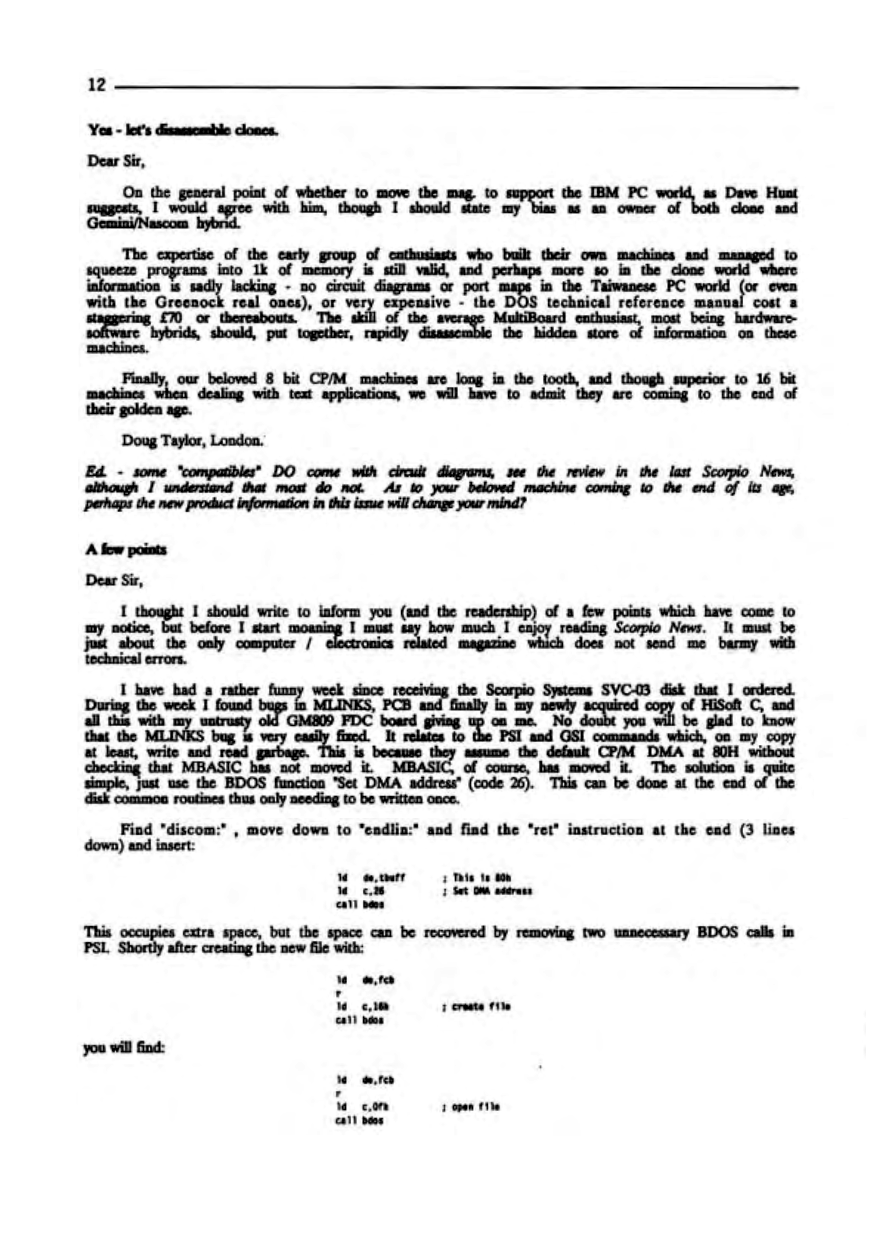 12
Yes - let's disassemble clones.
Dear Sir,
On the general point of whether to move the mag. to support the IBM PC world, as Dave Hunt
suggests, I would agree with him, though I should state my bias as an owner of both clone and
Gemini/Nascom hybrid.
The expertise of the early group of enthusiasts who built their own machines and managed to
squeeze programs into 1k of memory is still valid, and perhaps more so in the clone world where
information is sadly lacking - no circuit diagrams or port maps in the Taiwanese PC world (or even
with the Greenock real ones), or very expensive - the DOS technical reference manual cost a
staggering £70 or thereabouts. The skill of the average MultiBoard enthusiast, most being hardware-
software hybrids, should, put together, rapidly disassemble the hidden store of information on these
machines.
Finally, our beloved 8 bit CP/M machines are long in the tooth, and though superior to 16 bit
machines when dealing with text applications, we will have to admit they are coming to the end of
their golden age.
Doug Taylor, London.
Ed. - some "compatibles" DO come with circuit diagrams, see the review in the last Scorpio News,
although I understand that most do not. As to your beloved machine coming to the end of its age,
perhaps the new product information in this issue will change your mind?
A few points
Dear Sir,
I thought I should write to inform you (and the readership) of a few points which have come to
my notice, but before I start moaning I must say how much I enjoy reading Scorpio News. It must be
just about the only computer / electronics related magazine which does not send me barmy with
technical errors.
I have had a rather funny week since receiving the Scorpio Systems SVC-03 disk that I ordered.
During the week I found bugs in MLINKS, PCB and finally in my newly acquired copy of HiSoft C, and
all this with my untrusty old GM809 FDC board giving up on me. No doubt you will be glad to know
that the MLINKS bug is very easily fixed. It relates to the PSI and GSI commands which, on my copy
at least, write and read garbage. This is because they assume the default CP/M DMA at 80H without
checking that MBASIC has not moved it. MBASIC, of course, has moved it. The solution is quite
simple, just use the BDOS function "Set DMA address" (code 26). This can be done at the end of the
disk common routines thus only needing to be written once.
Find "discom:" , move down to "endlin:" and find the "ret" instruction at the end (3 lines
down) and insert:
ld de,tbuff ; This is 80h
ld c,26 ; Set DMA address
call bdos
This occupies extra space, but the space can be recovered by removing two unnecessary BDOS calls in
PSI. Shortly after creating the new file with:
ld de,fcb
r
ld c,16h ; create file
call bdos
you will find:
ld de,fcb
r
ld c,0fh ; open file
call bdos